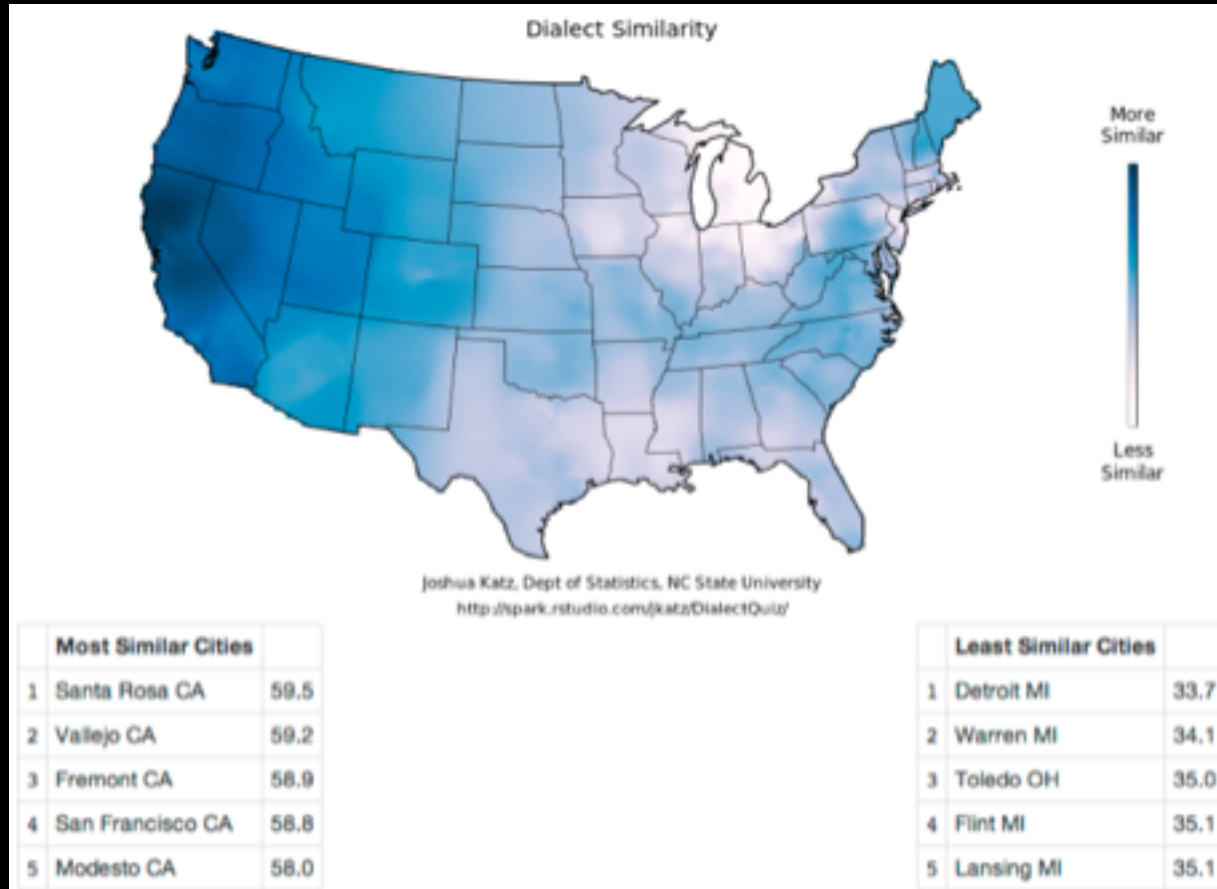 Dialect Similarity
More
Similar
Less
Similar
Joshua Katz, Dept of Statistics, NC State University
http://spark.rstudio.com/jkatz/DialectQuiz/
Most Similar Cities
1 Santa Rosa CA 59.5
2 Vallejo CA 59.2
3 Fremont CA 58.9
4 San Francisco CA 58.8
5 Modesto CA 58.0
Least Similar Cities
1 Detroit MI 33.7
2 Warren MI 34.1
3 Toledo OH 35.0
4 Flint MI 35.1
5 Lansing MI 35.1